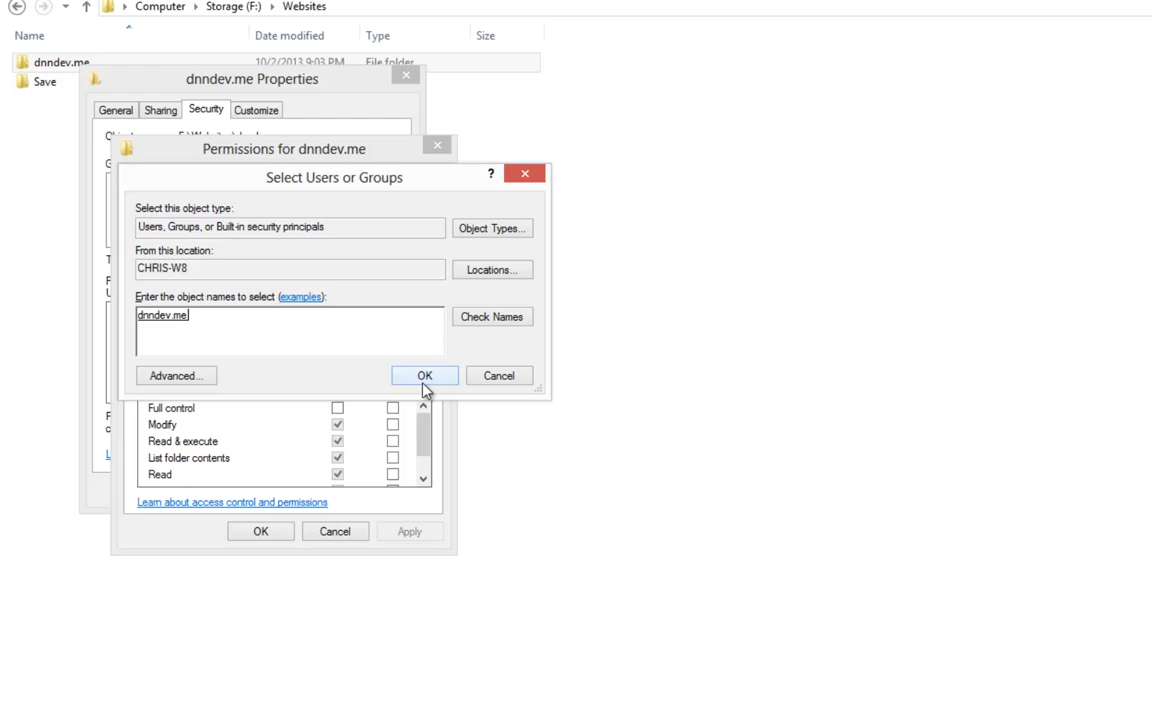 Computer Storage (F:) Websites
Name Date modified Type Size
dnndev.me 10/2/2013 9:03 PM File folder
Save
dnndev.me Properties
General Sharing Security Customize
Permissions for dnndev.me
Select Users or Groups ?
Select this object type:
Users, Groups, or Built-in security principals Object Types...
From this location:
CHRIS-W8 Locations...
Enter the object names to select (examples):
dnndev.me Check Names
Advanced... OK Cancel
Full control
Modify
Read & execute
List folder contents
Read
Learn about access control and permissions
OK Cancel Apply